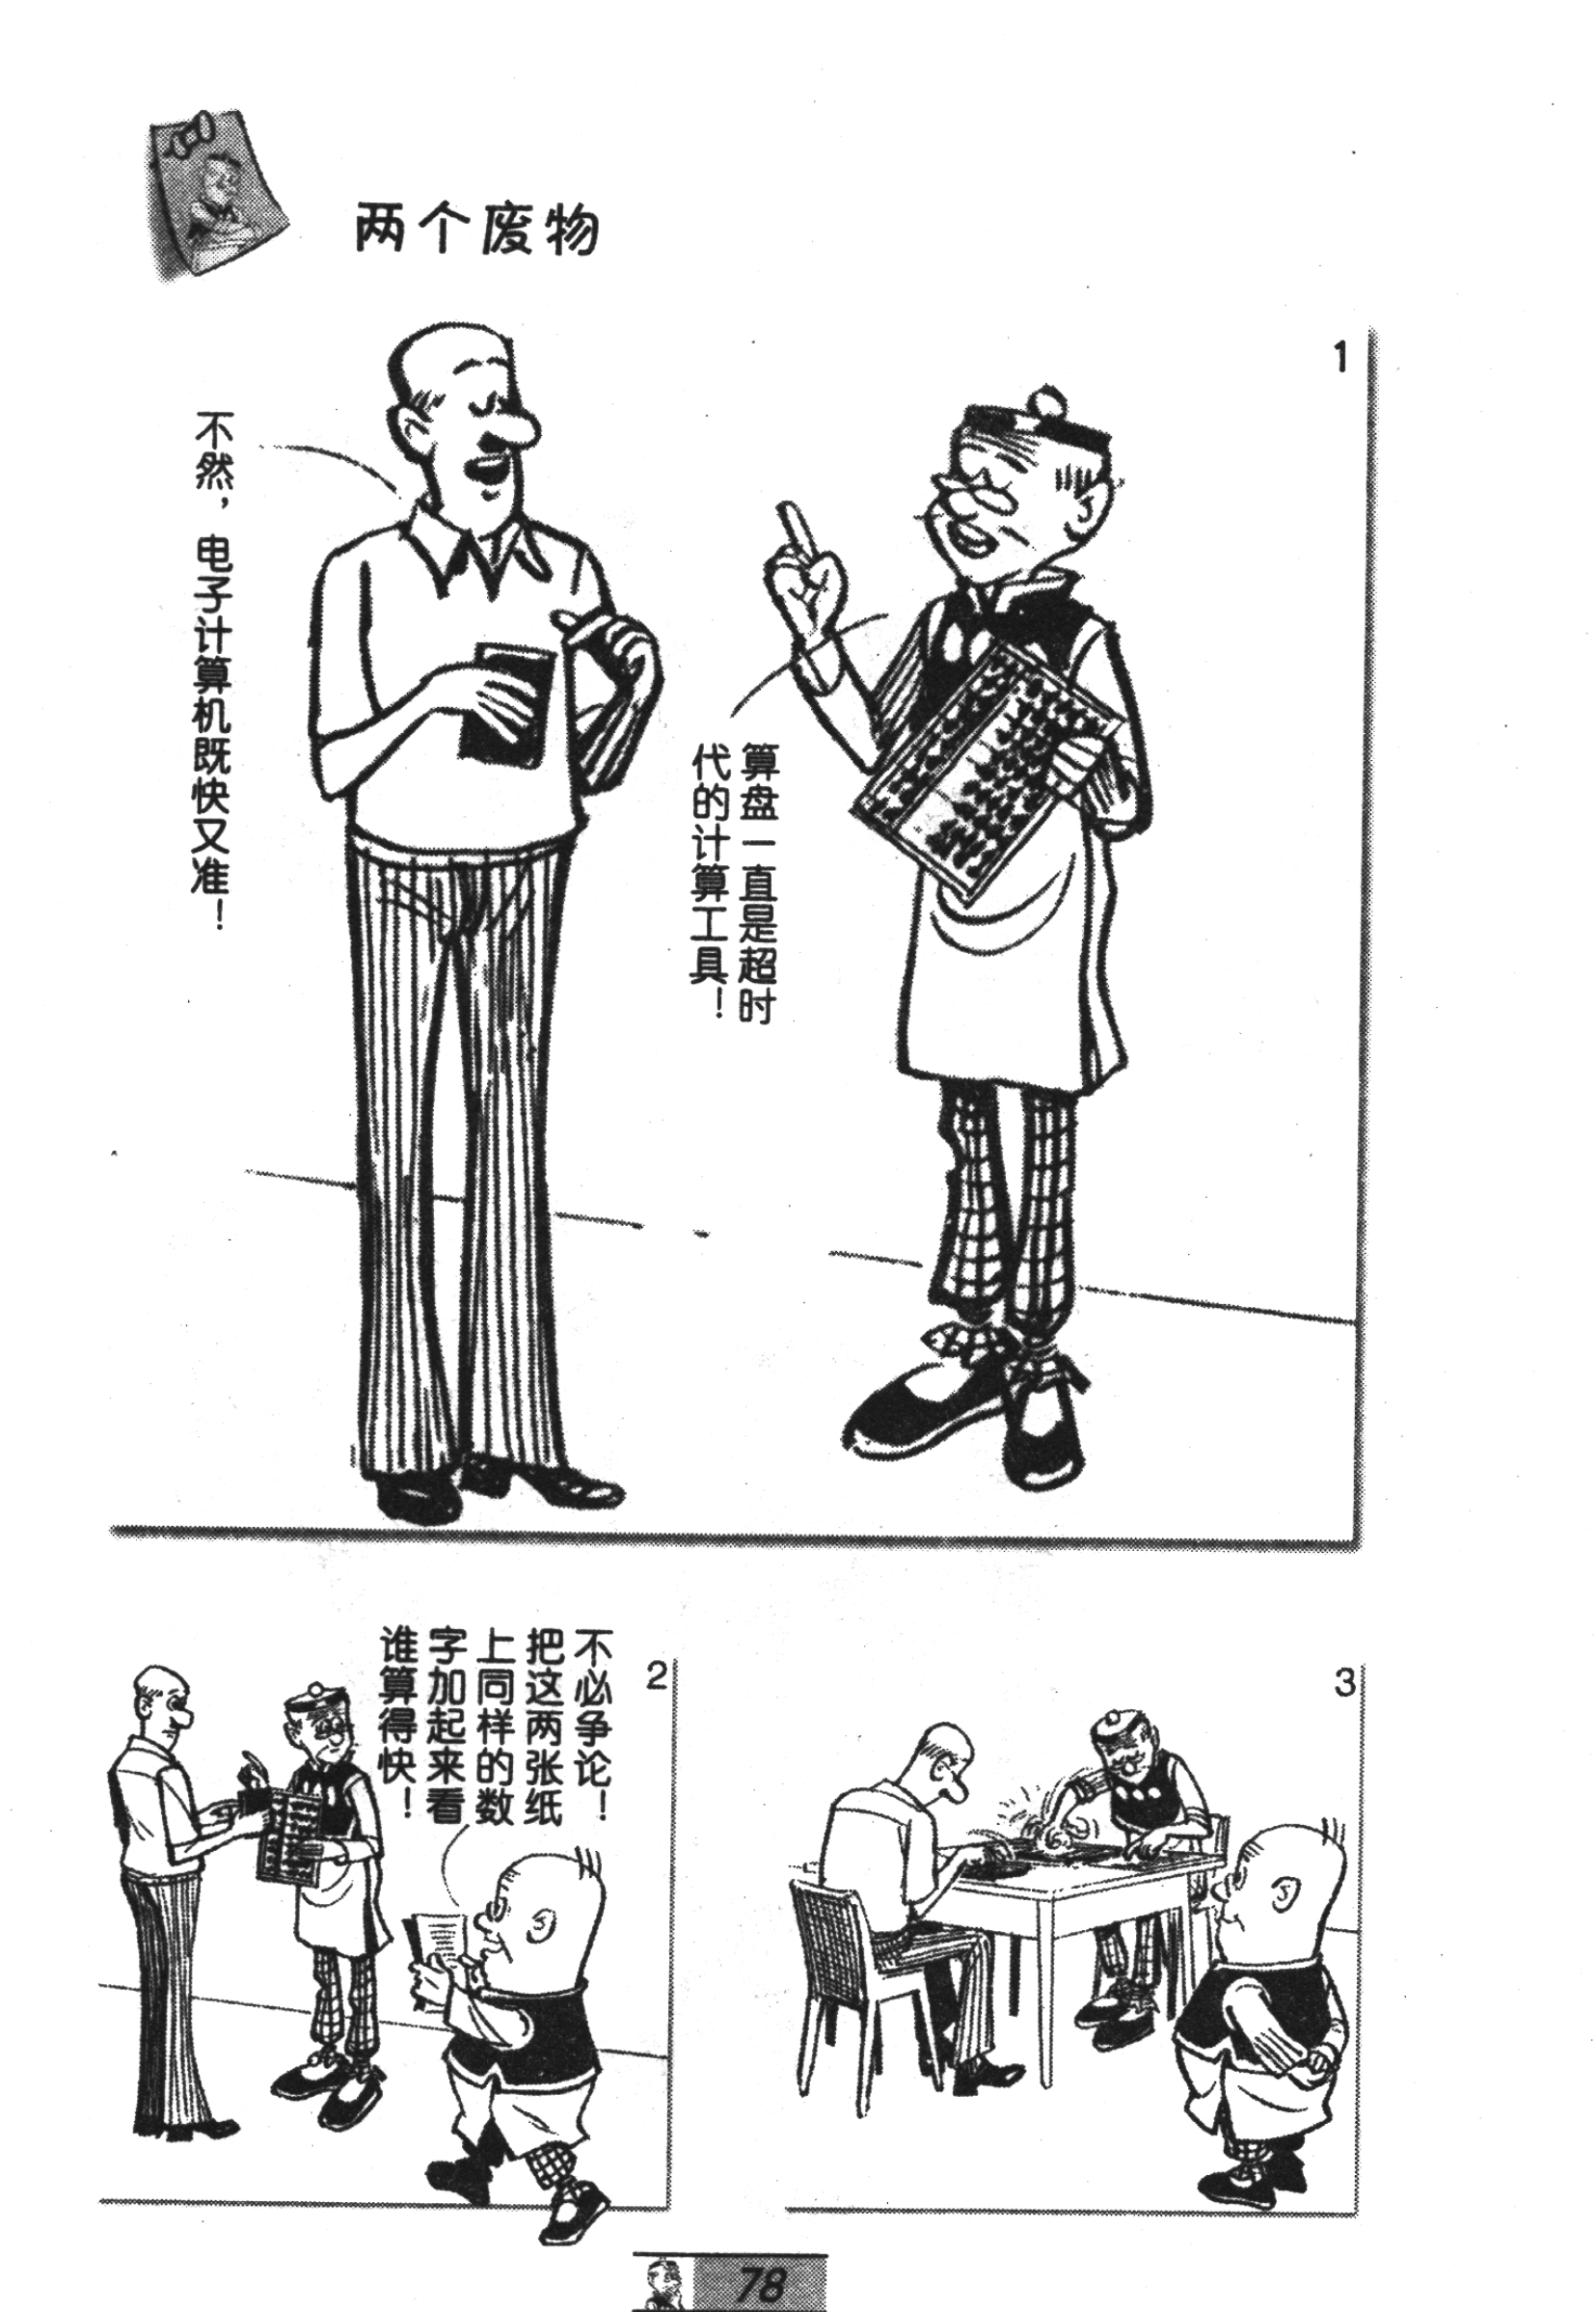 两个废物
1
算盘一直是超时
代的计算工具！
不然，电子计算机既快又准！
2
不必争论！
把这两张纸
上同样的数
字加起来看
谁算得快！
3
78